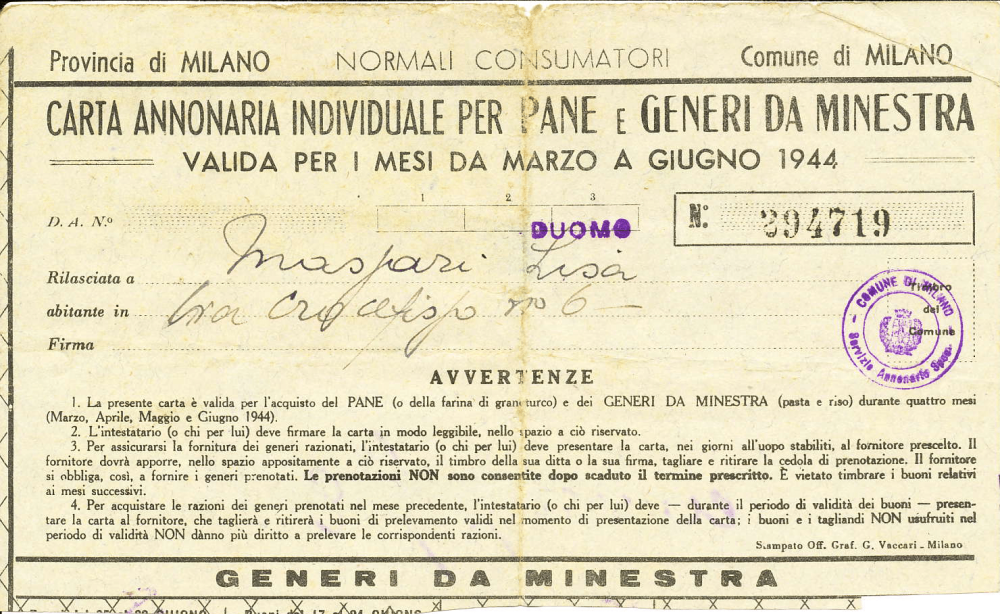 Provincia di MILANO NORMALI CONSUMATORI Comune di MILANO
CARTA ANNONARIA INDIVIDUALE PER PANE E GENERI DA MINESTRA
VALIDA PER I MESI DA MARZO A GIUGNO 1944
D. A. N.º 1 2 3 N. 394719
DUOMO
Rilasciata a Maspari Lisa
abitante in Via Crocefisso nº 6 –
Timbro del Comune
COMUNE DI MILANO – Servizio Annonario
Firma
AVVERTENZE
1. La presente carta è valida per l'acquisto del PANE (o della farina di granoturco) e dei GENERI DA MINESTRA (pasta e riso) durante quattro mesi
(Marzo, Aprile, Maggio e Giugno 1944).
2. L'intestatario (o chi per lui) deve firmare la carta in modo leggibile, nello spazio a ciò riservato.
3. Per assicurarsi la fornitura dei generi razionati, l'intestatario (o chi per lui) deve presentare la carta, nei giorni all'uopo stabiliti, al fornitore prescelto. Il
fornitore dovrà apporre, nello spazio appositamente a ciò riservato, il timbro della sua ditta o la sua firma, tagliare e ritirare la cedola di prenotazione. Il fornitore
si obbliga, così, a fornire i generi prenotati. Le prenotazioni NON sono consentite dopo scaduto il termine prescritto. È vietato timbrare i buoni relativi
ai mesi successivi.
4. Per acquistare le razioni dei generi prenotati nel mese precedente, l'intestatario (o chi per lui) deve — durante il periodo di validità dei buoni — presen-
tare la carta al fornitore, che taglierà e ritirerà i buoni di prelevamento validi nel momento di presentazione della carta; i buoni e i tagliandi NON usufruiti nel
periodo di validità NON dànno più diritto a prelevare le corrispondenti razioni.
Stampato Off. Graf. G. Vaccari - Milano
GENERI DA MINESTRA